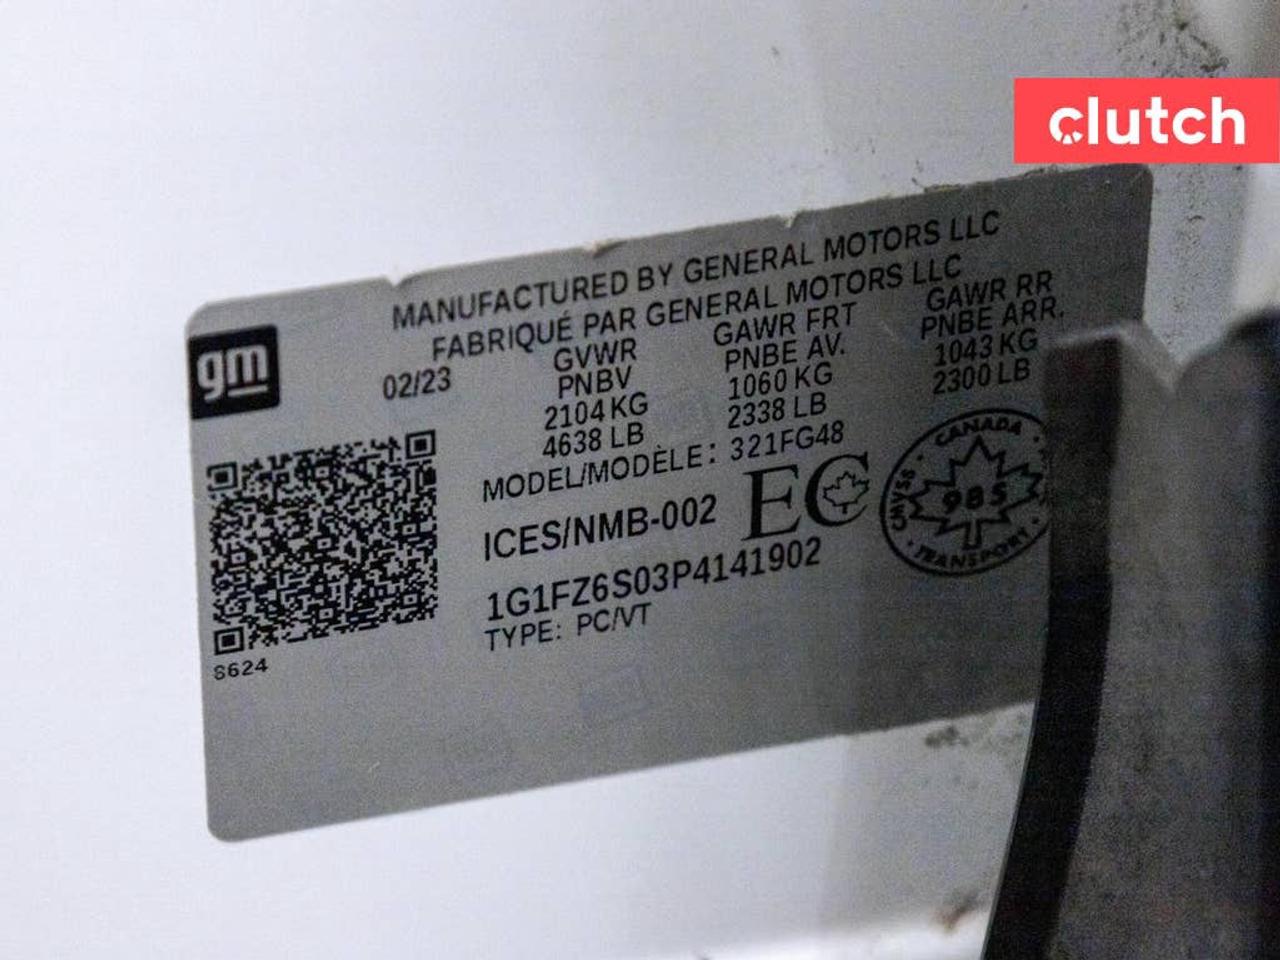 clutch
MANUFACTURED BY GENERAL MOTORS LLC
FABRIQUÉ PAR GENERAL MOTORS LLC
gm
02/23
GVWR
PNBV
2104 KG
4638 LB
GAWR FRT
PNBE AV.
1060 KG
2338 LB
GAWR RR
PNBE ARR.
1043 KG
2300 LB
MODEL/MODÈLE: 321FG48
ICES/NMB-002
EC
CANADA
CMVSS
985
TRANSPORT
1G1FZ6S03P4141902
TYPE: PC/VT
S624